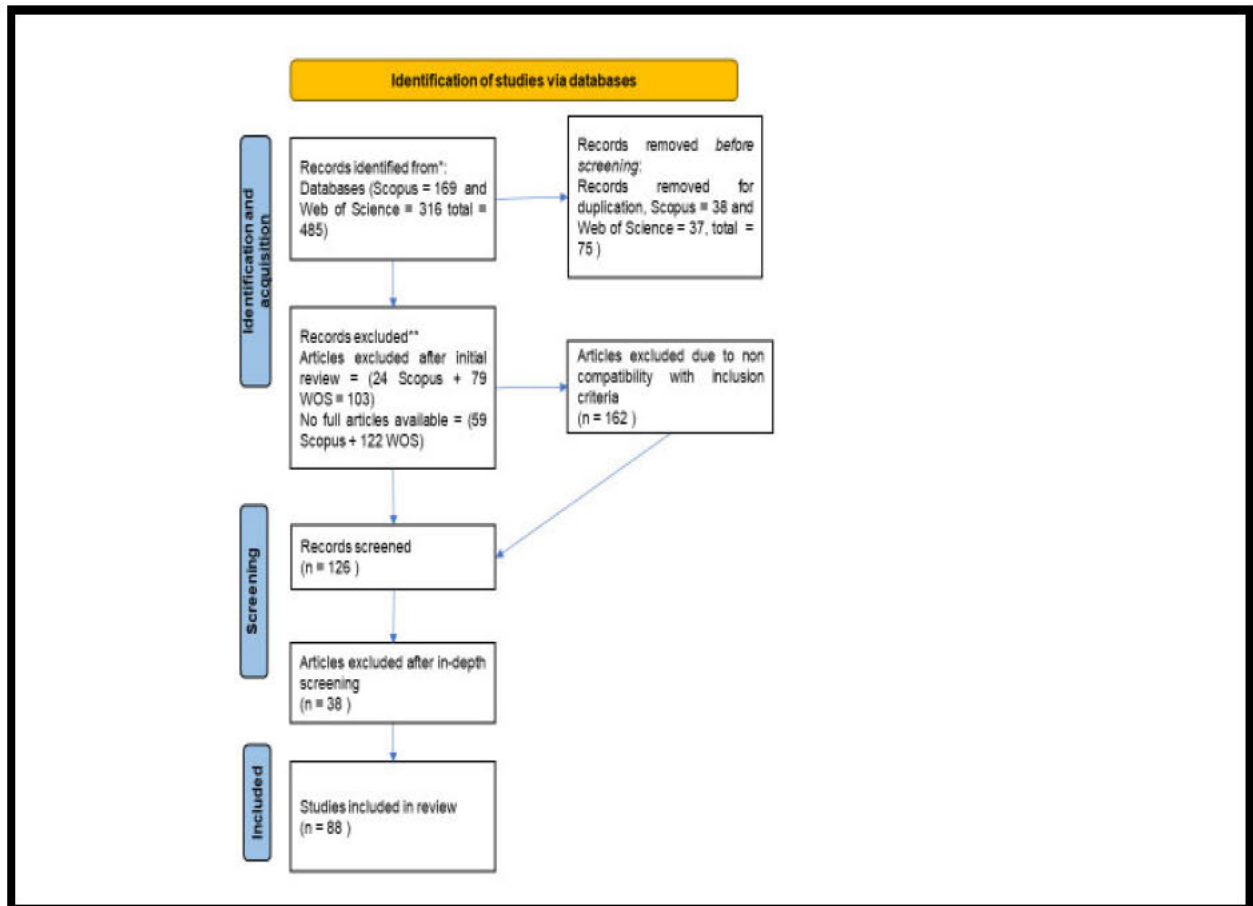 Identification of studies via databases
Identification and
acquisition
Records identified from*:
Databases (Scopus = 169 and
Web of Science = 316 total =
485)
Records removed before
screening:
Records removed for
duplication, Scopus = 38 and
Web of Science = 37, total =
75 )
Records excluded**
Articles excluded after initial
review = (24 Scopus + 79
WOS = 103)
No full articles available = (59
Scopus + 122 WOS)
Articles excluded due to non
compatibility with inclusion
criteria
(n = 162 )
Screening
Records screened
(n = 126 )
Articles excluded after in-depth
screening
(n = 38 )
Included
Studies included in review
(n = 88 )